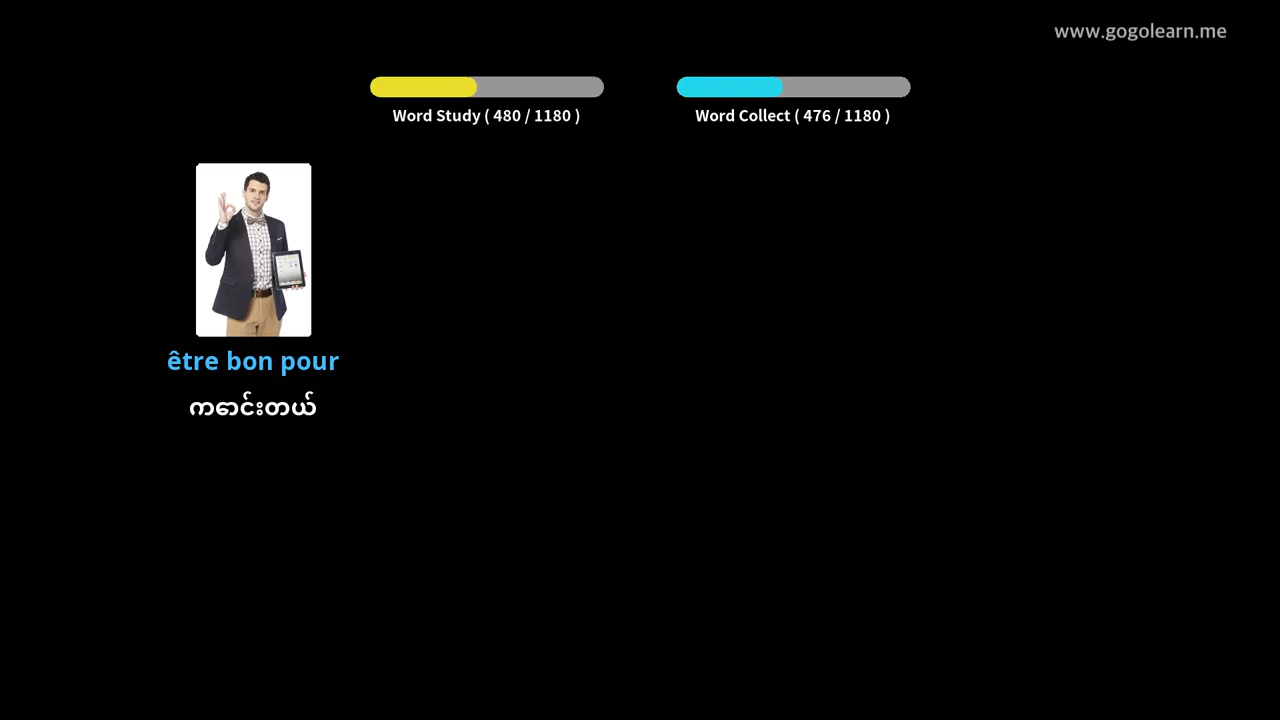 www.gogolearn.me
Word Study ( 480 / 1180 )
Word Collect ( 476 / 1180 )
être bon pour
ကောင်းတယ်